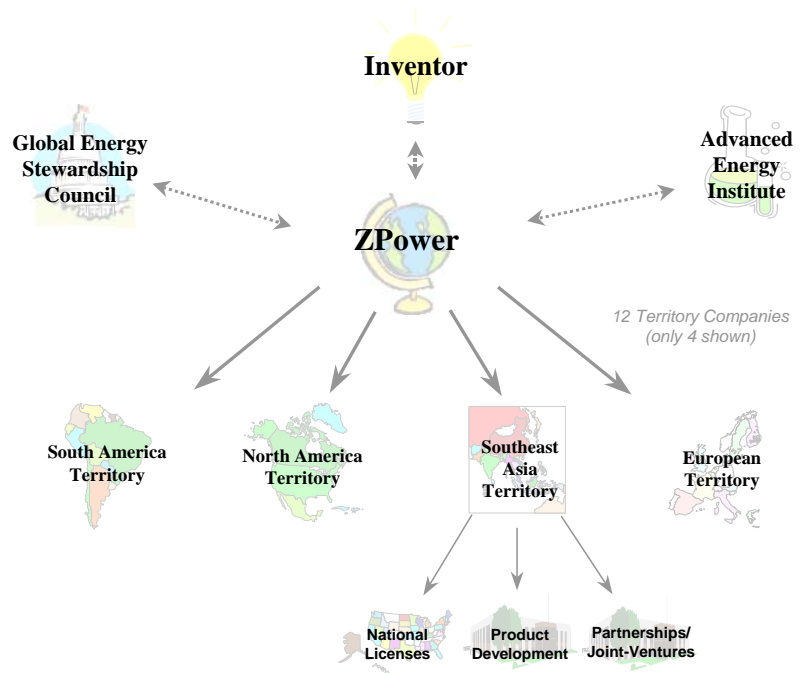 Inventor
Global Energy
Stewardship
Council
Advanced
Energy
Institute
ZPower
12 Territory Companies
(only 4 shown)
South America
Territory
North America
Territory
Southeast
Asia
Territory
European
Territory
National
Licenses
Product
Development
Partnerships/
Joint-Ventures